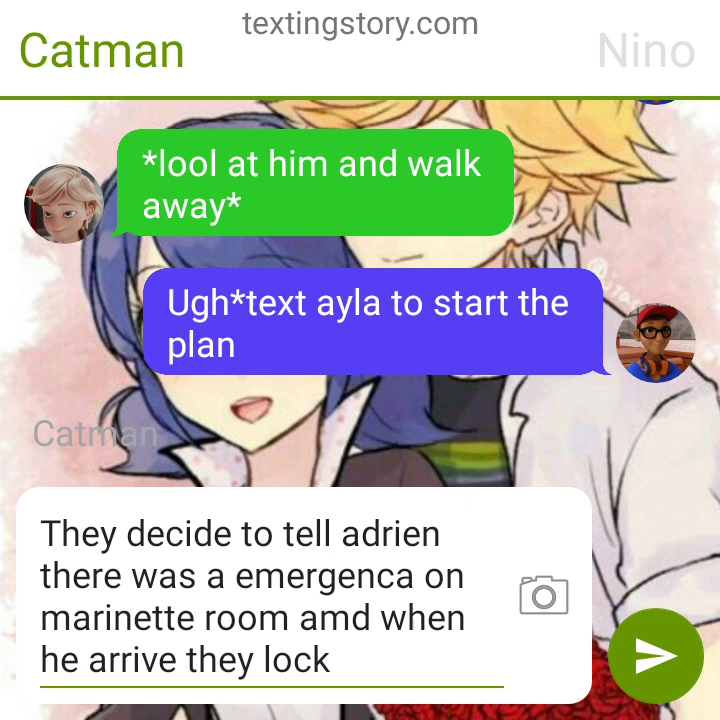 textingstory.com
Catman
Nino
*lool at him and walk
away*
Ugh*text ayla to start the
plan
Catman
They decide to tell adrien
there was a emergenca on
marinette room amd when
he arrive they lock